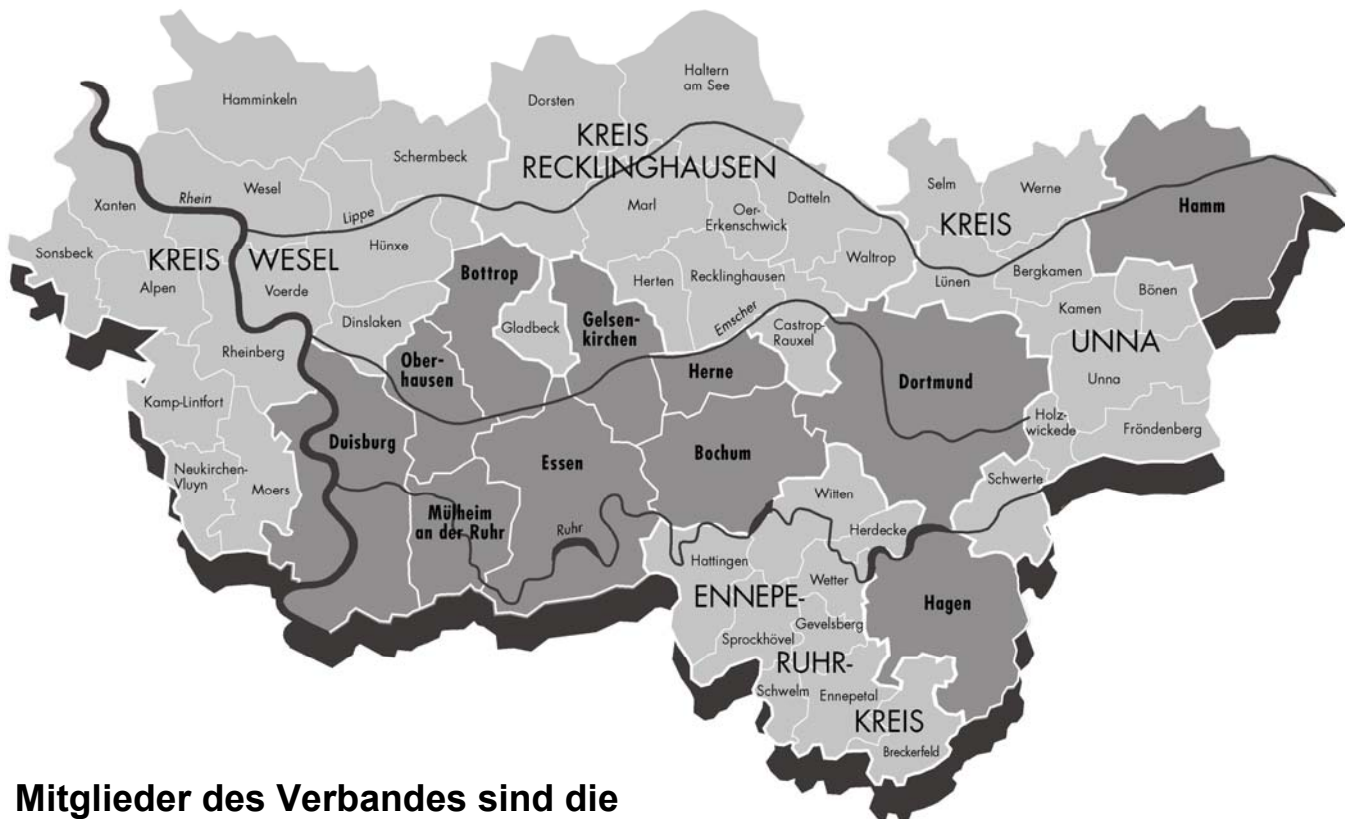 Hamminkeln
Dorsten
Haltern
am See
KREIS
RECKLINGHAUSEN
Schermbeck
Wesel
Rhein
Lippe
Xanten
Sonsbeck
KREIS WESEL
Alpen
Voerde
Hünxe
Dinslaken
Rheinberg
Kamp-Lintfort
Neukirchen-
Vluyn
Moers
Marl
Oer-
Erkenschwick
Datteln
Herten
Recklinghausen
Waltrop
Emscher
Castrop-
Rauxel
Gladbeck
Bottrop
Gelsen-
kirchen
Ober-
hausen
Herne
Dortmund
Duisburg
Essen
Bochum
Mülheim
an der Ruhr
Ruhr
Selm
Werne
KREIS
Hamm
Lünen
Bergkamen
Kamen
Bönen
UNNA
Unna
Holz-
wickede
Fröndenberg
Schwerte
Witten
Herdecke
Hattingen
Wetter
ENNEPE-
Gevelsberg
Sprockhövel
Hagen
RUHR-
Schwelm
Ennepetal
KREIS
Breckerfeld
Mitglieder des Verbandes sind die